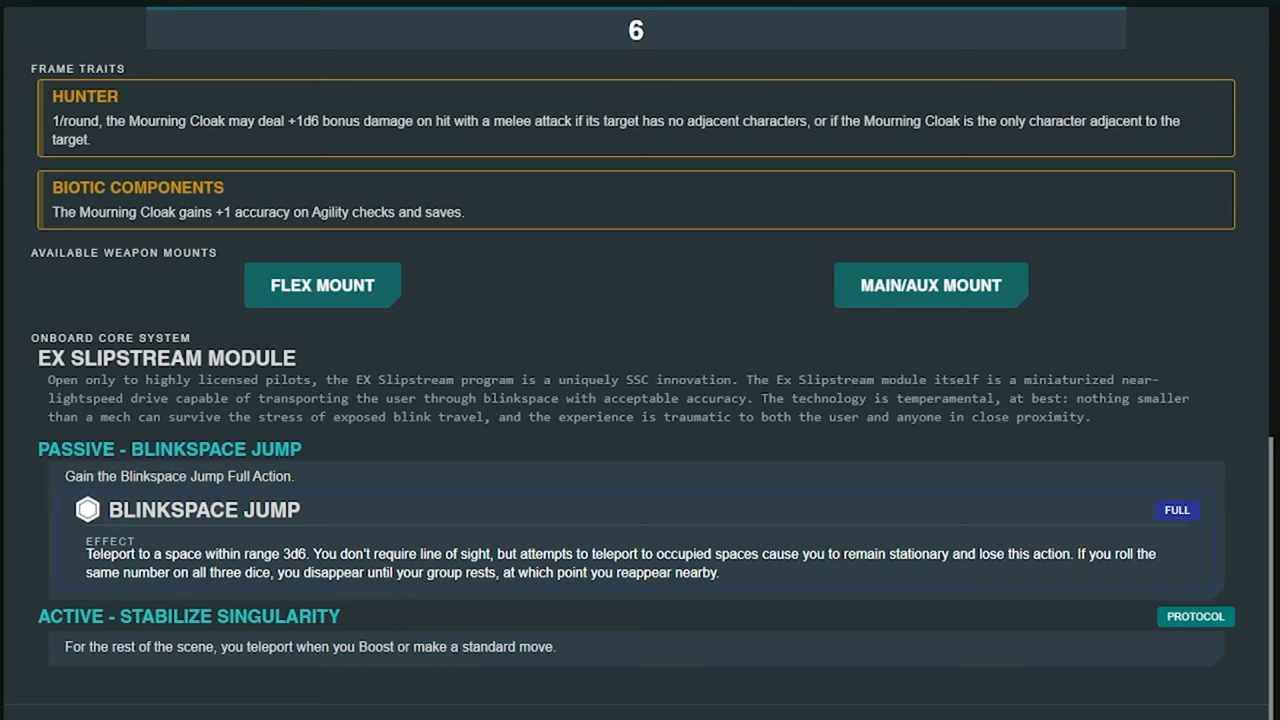 6
FRAME TRAITS
HUNTER
1/round, the Mourning Cloak may deal +1d6 bonus damage on hit with a melee attack if its target has no adjacent characters, or if the Mourning Cloak is the only character adjacent to the
target.
BIOTIC COMPONENTS
The Mourning Cloak gains +1 accuracy on Agility checks and saves.
AVAILABLE WEAPON MOUNTS
FLEX MOUNT
MAIN/AUX MOUNT
ONBOARD CORE SYSTEM
EX SLIPSTREAM MODULE
Open only to highly licensed pilots, the EX Slipstream program is a uniquely SSC innovation. The Ex Slipstream module itself is a miniaturized near-
lightspeed drive capable of transporting the user through blinkspace with acceptable accuracy. The technology is temperamental, at best: nothing smaller
than a mech can survive the stress of exposed blink travel, and the experience is traumatic to both the user and anyone in close proximity.
PASSIVE - BLINKSPACE JUMP
Gain the Blinkspace Jump Full Action.
BLINKSPACE JUMP
FULL
EFFECT
Teleport to a space within range 3d6. You don't require line of sight, but attempts to teleport to occupied spaces cause you to remain stationary and lose this action. If you roll the
same number on all three dice, you disappear until your group rests, at which point you reappear nearby.
ACTIVE - STABILIZE SINGULARITY
PROTOCOL
For the rest of the scene, you teleport when you Boost or make a standard move.